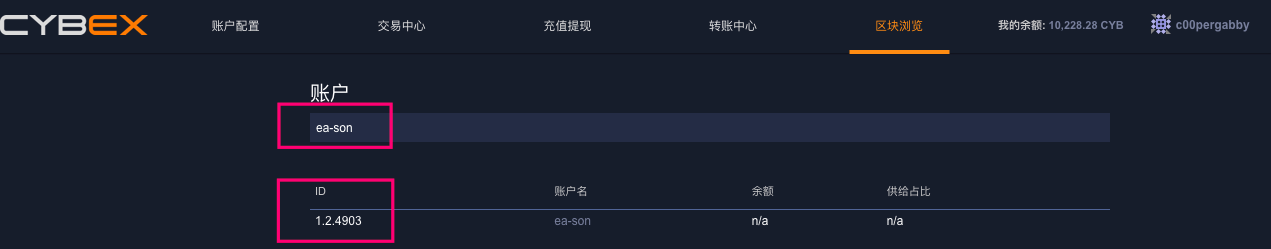 CYBEX 账户配置 交易中心 充值提现 转账中心 区块浏览 我的余额: 10,228.28 CYB c00pergabby
账户
ea-son
ID 账户名 余额 供给占比
1.2.4903 ea-son n/a n/a